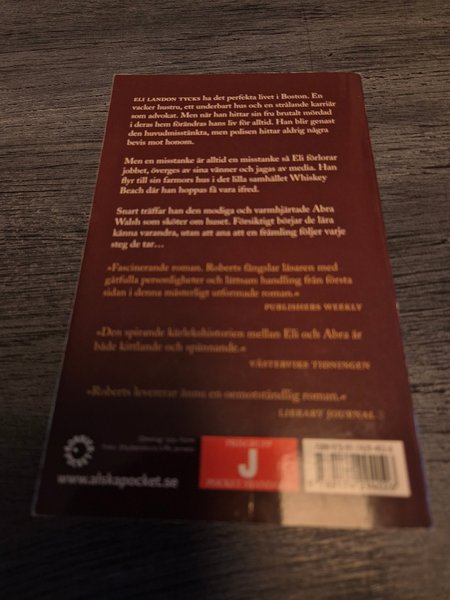 ELI LANDON TYCKS ha det perfekta livet i Boston. En
vacker hustru, ett underbart hus och en strålande karriär
som advokat. Men när han hittar sin fru brutalt mördad
i deras hem förändras hans liv för alltid. Han blir genast
den huvudmisstänkta, men polisen hittar aldrig några
bevis mot honom.
Men en misstanke är alltid en misstanke så Eli förlorar
jobbet, överges av sina vänner och jagas av media. Han
flyr till sin farmors hus i det lilla samhället Whiskey
Beach där han hoppas få vara ifred.
Snart träffar han den modiga och varmhjärtade Abra
Walsh som sköter om huset. Försiktigt börjar de lära
känna varandra, utan att ana att en främling följer varje
steg de tar…
»Fascinerande roman. Roberts fängslar läsaren med
gåtfulla personligheter och lättsam handling från första
sidan i denna mästerligt utformade roman.«
PUBLISHERS WEEKLY
»Den spirande kärlekshistorien mellan Eli och Abra är
både kittlande och spännande.«
VÄSTERVIKS TIDNINGEN
»Roberts levererar ännu en oemotståndlig roman.«
LIBRARY JOURNAL
PRISGRUPP
J
POCKET
www.alskapocket.se